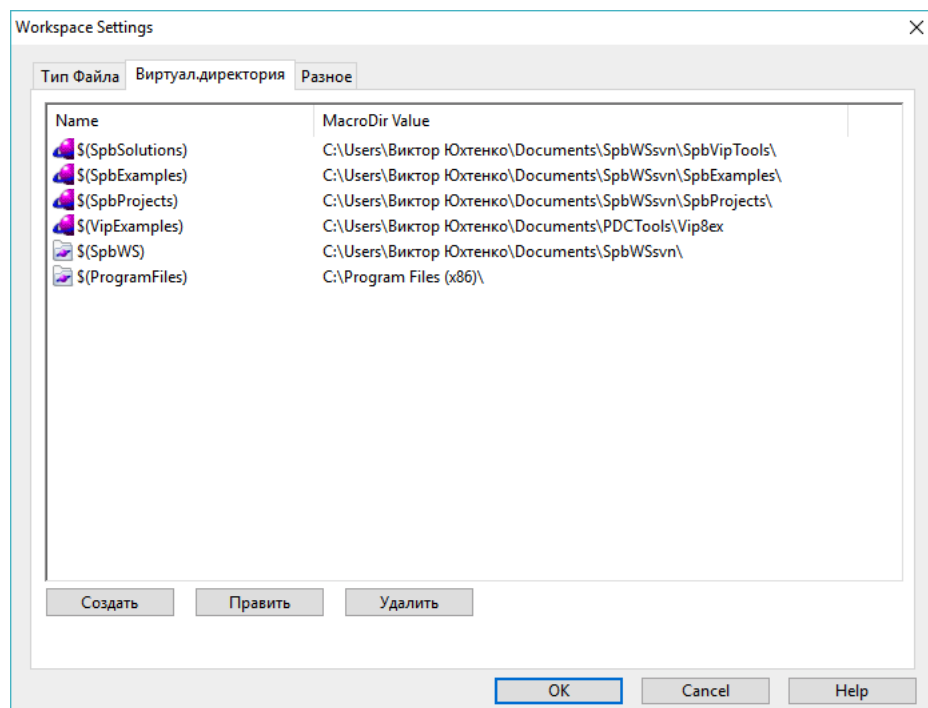 Workspace Settings
Тип Файла Виртуал.директория Разное
Name MacroDir Value
$(SpbSolutions) C:\Users\Виктор Юхтенко\Documents\SpbWSsvn\SpbVipTools\
$(SpbExamples) C:\Users\Виктор Юхтенко\Documents\SpbWSsvn\SpbExamples\
$(SpbProjects) C:\Users\Виктор Юхтенко\Documents\SpbWSsvn\SpbProjects\
$(VipExamples) C:\Users\Виктор Юхтенко\Documents\PDCTools\Vip8ex
$(SpbWS) C:\Users\Виктор Юхтенко\Documents\SpbWSsvn\
$(ProgramFiles) C:\Program Files (x86)\
Создать Править Удалить
OK Cancel Help